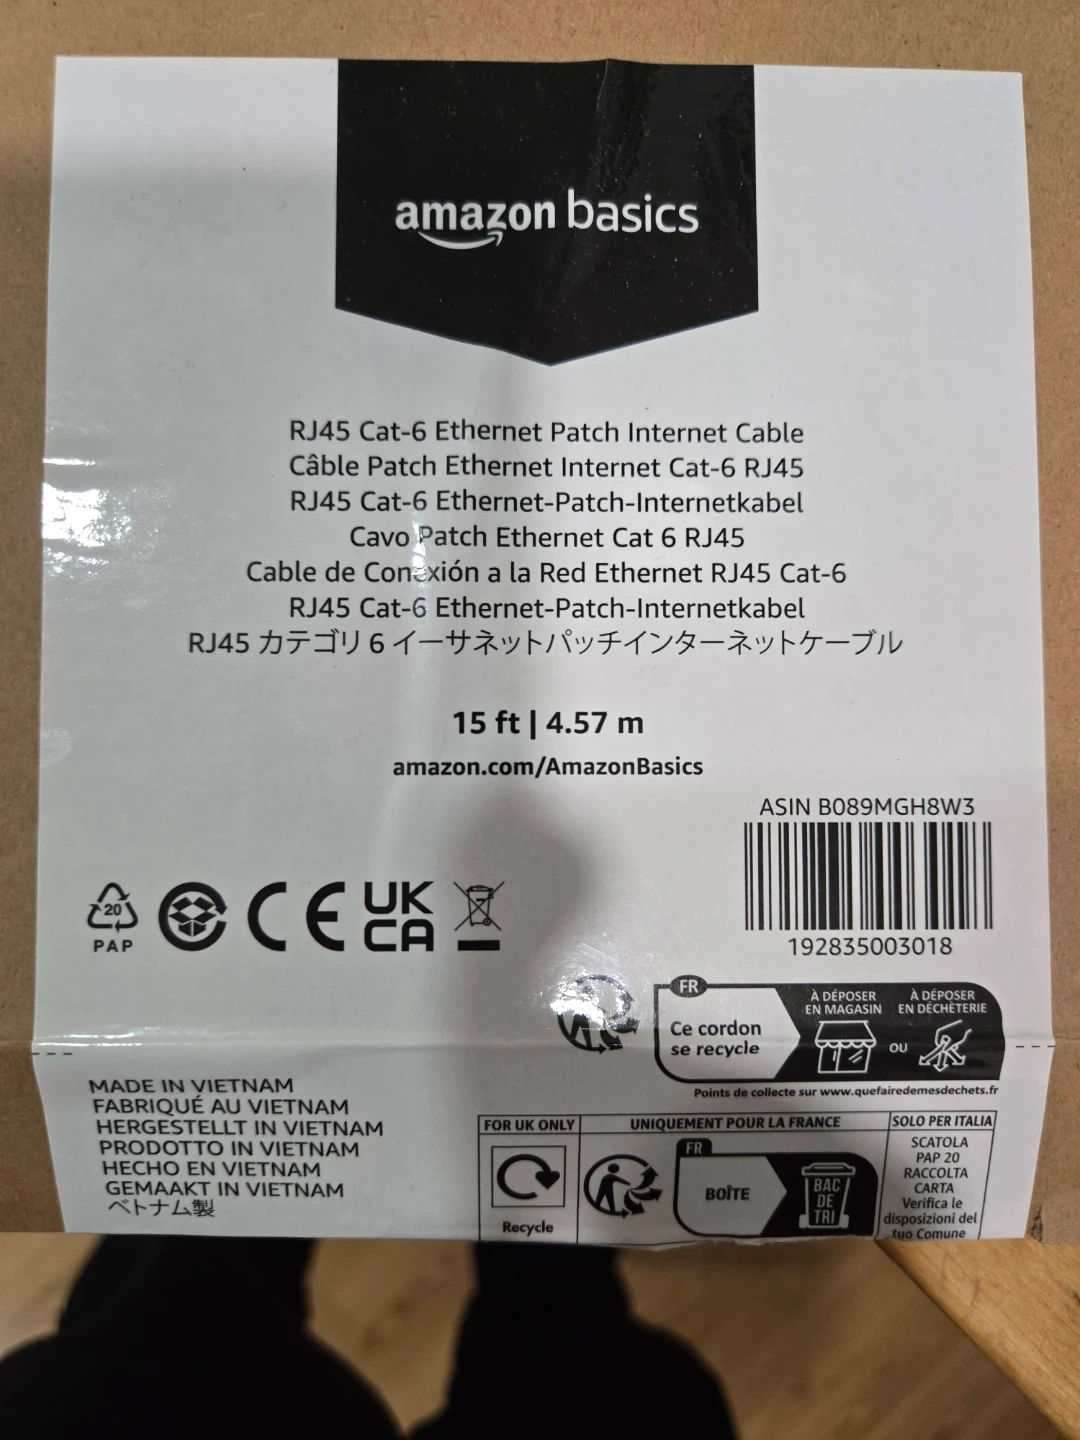 amazon basics
RJ45 Cat-6 Ethernet Patch Internet Cable
Câble Patch Ethernet Internet Cat-6 RJ45
RJ45 Cat-6 Ethernet-Patch-Internetkabel
Cavo Patch Ethernet Cat 6 RJ45
Cable de Conexión a la Red Ethernet RJ45 Cat-6
RJ45 Cat-6 Ethernet-Patch-Internetkabel
RJ45 カテゴリ 6 イーサネットパッチインターネットケーブル
15 ft | 4.57 m
amazon.com/AmazonBasics
ASIN B089MGH8W3
192835003018
20
PAP
CE
UK
CA
FR
Ce cordon
se recycle
À DÉPOSER
EN MAGASIN
OU
À DÉPOSER
EN DÉCHÈTERIE
Points de collecte sur www.quefairedemesdechets.fr
MADE IN VIETNAM
FABRIQUÉ AU VIETNAM
HERGESTELLT IN VIETNAM
PRODOTTO IN VIETNAM
HECHO EN VIETNAM
GEMAAKT IN VIETNAM
ベトナム製
FOR UK ONLY
Recycle
UNIQUEMENT POUR LA FRANCE
FR
BOÎTE
BAC
DE
TRI
SOLO PER ITALIA
SCATOLA
PAP 20
RACCOLTA
CARTA
Verifica le
disposizioni del
tuo Comune